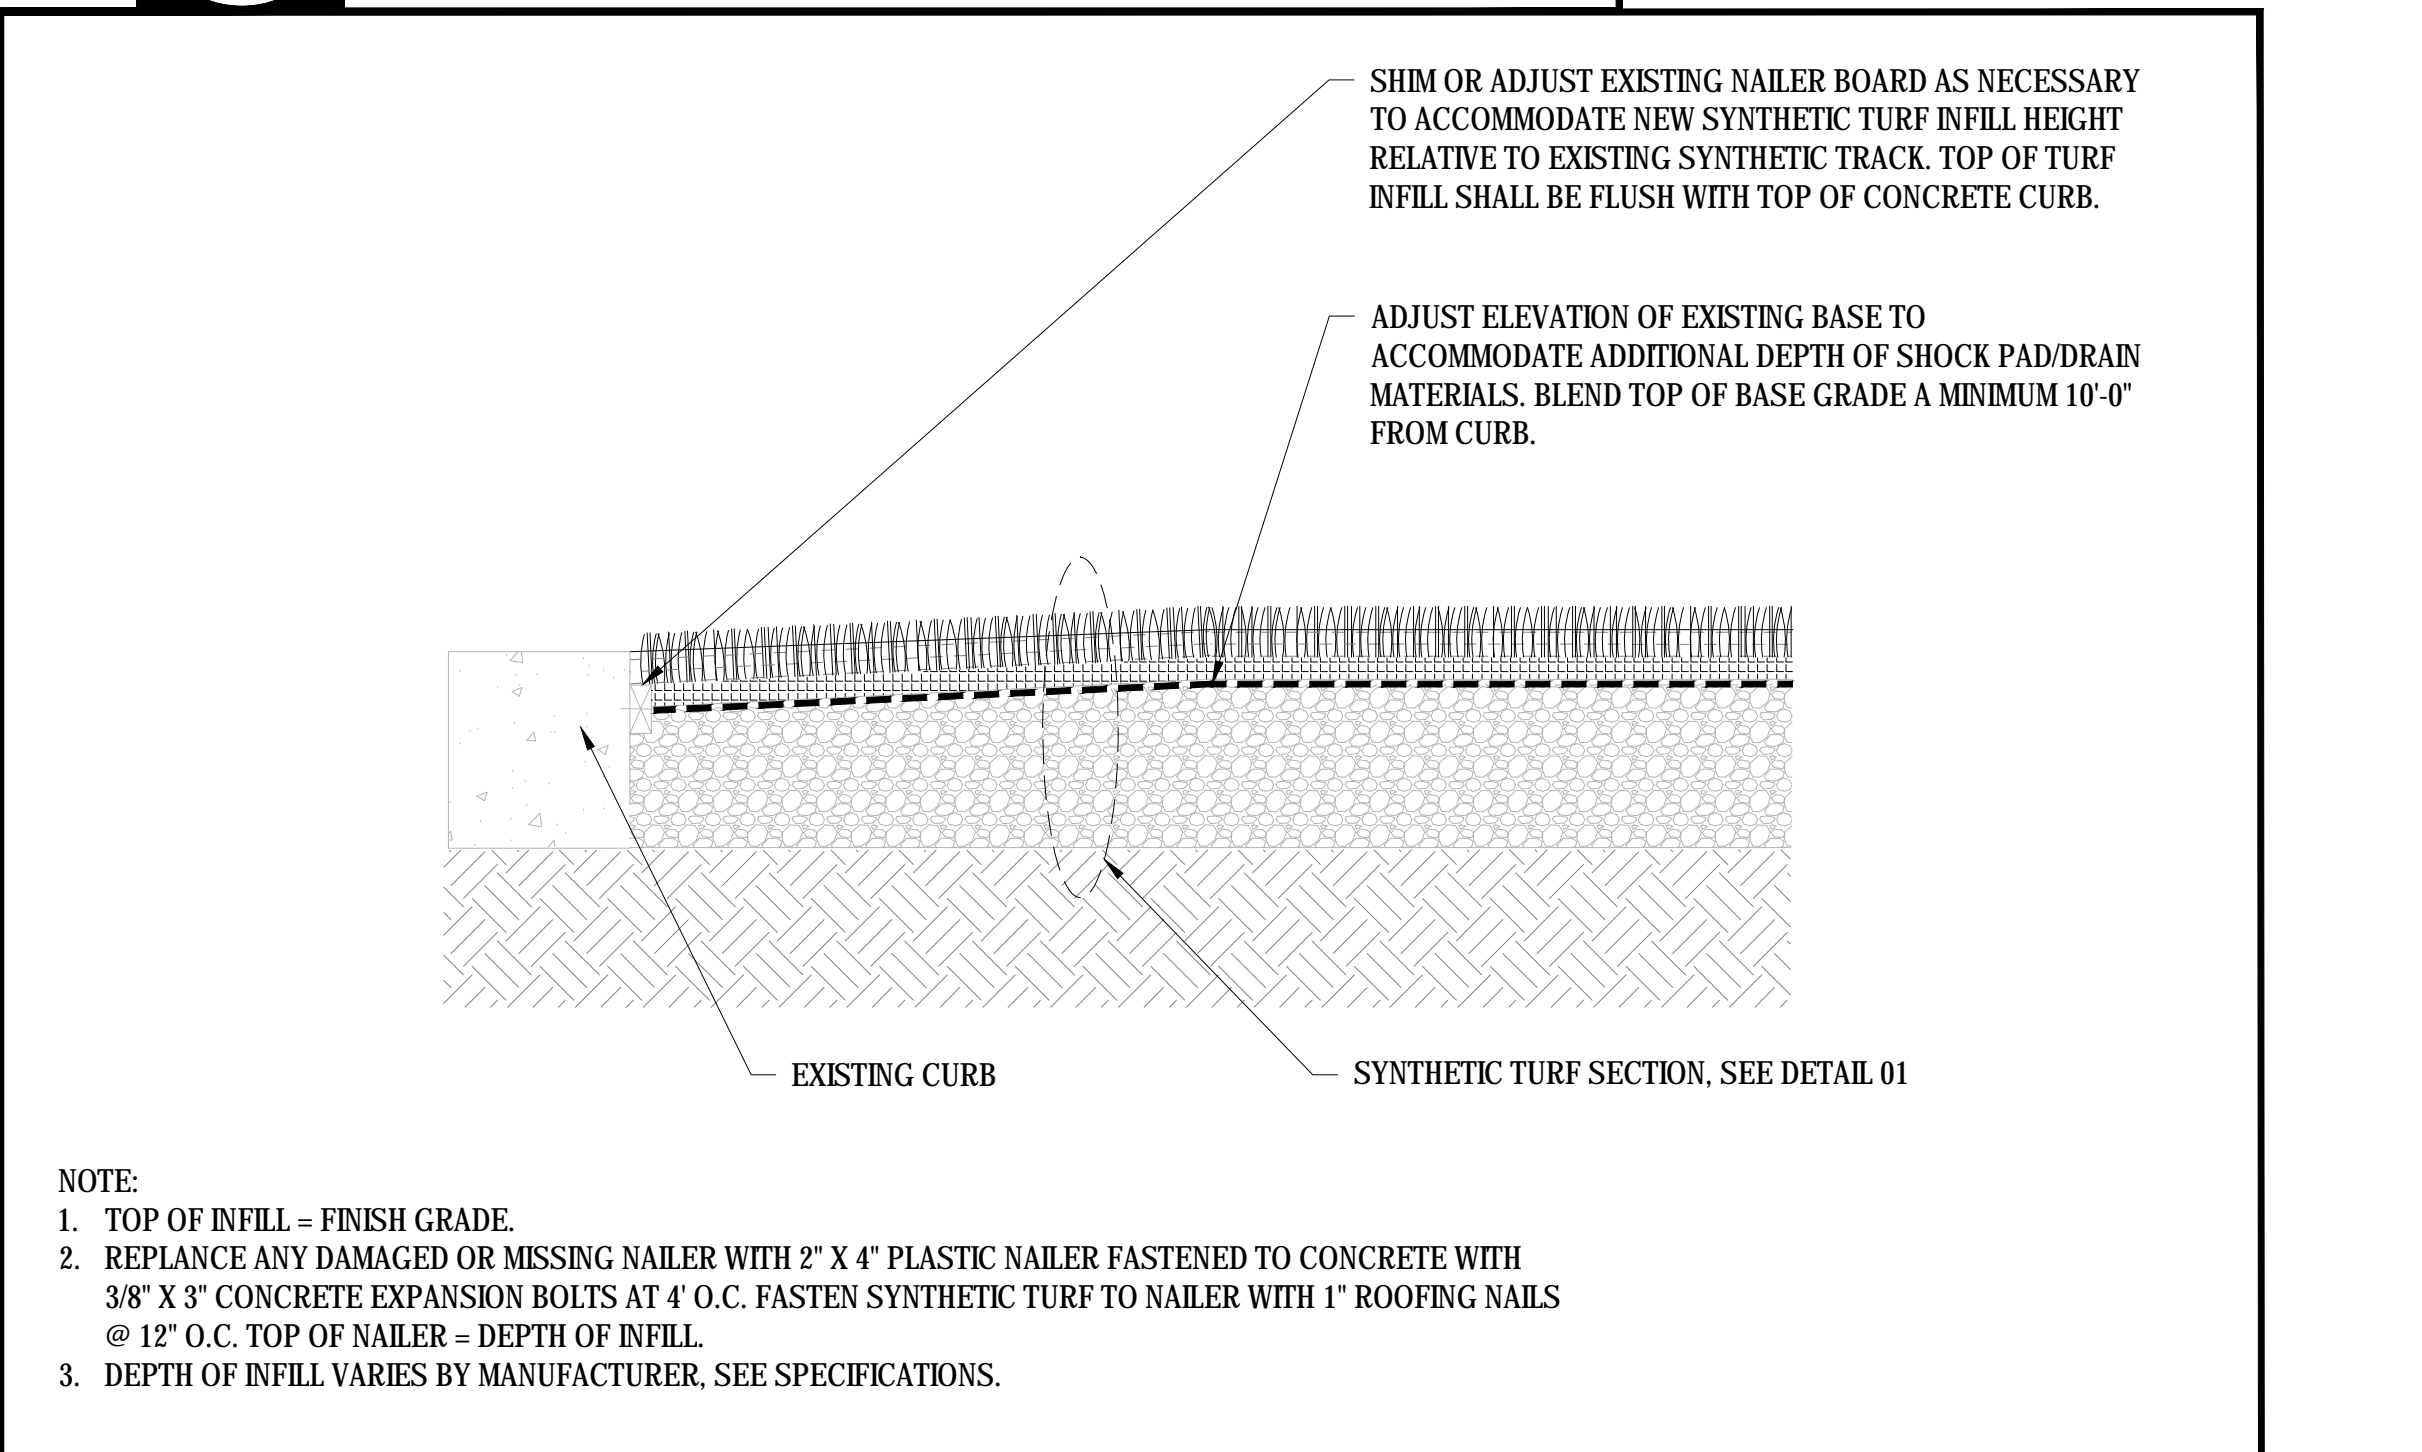 SHIM OR ADJUST EXISTING NAILER BOARD AS NECESSARY
TO ACCOMMODATE NEW SYNTHETIC TURF INFILL HEIGHT
RELATIVE TO EXISTING SYNTHETIC TRACK. TOP OF TURF
INFILL SHALL BE FLUSH WITH TOP OF CONCRETE CURB.
ADJUST ELEVATION OF EXISTING BASE TO
ACCOMMODATE ADDITIONAL DEPTH OF SHOCK PAD/DRAIN
MATERIALS. BLEND TOP OF BASE GRADE A MINIMUM 10'-0"
FROM CURB.
EXISTING CURB
SYNTHETIC TURF SECTION, SEE DETAIL 01
NOTE:
1. TOP OF INFILL = FINISH GRADE.
2. REPLANCE ANY DAMAGED OR MISSING NAILER WITH 2" X 4" PLASTIC NAILER FASTENED TO CONCRETE WITH
3/8" X 3" CONCRETE EXPANSION BOLTS AT 4' O.C. FASTEN SYNTHETIC TURF TO NAILER WITH 1" ROOFING NAILS
@ 12" O.C. TOP OF NAILER = DEPTH OF INFILL.
3. DEPTH OF INFILL VARIES BY MANUFACTURER, SEE SPECIFICATIONS.